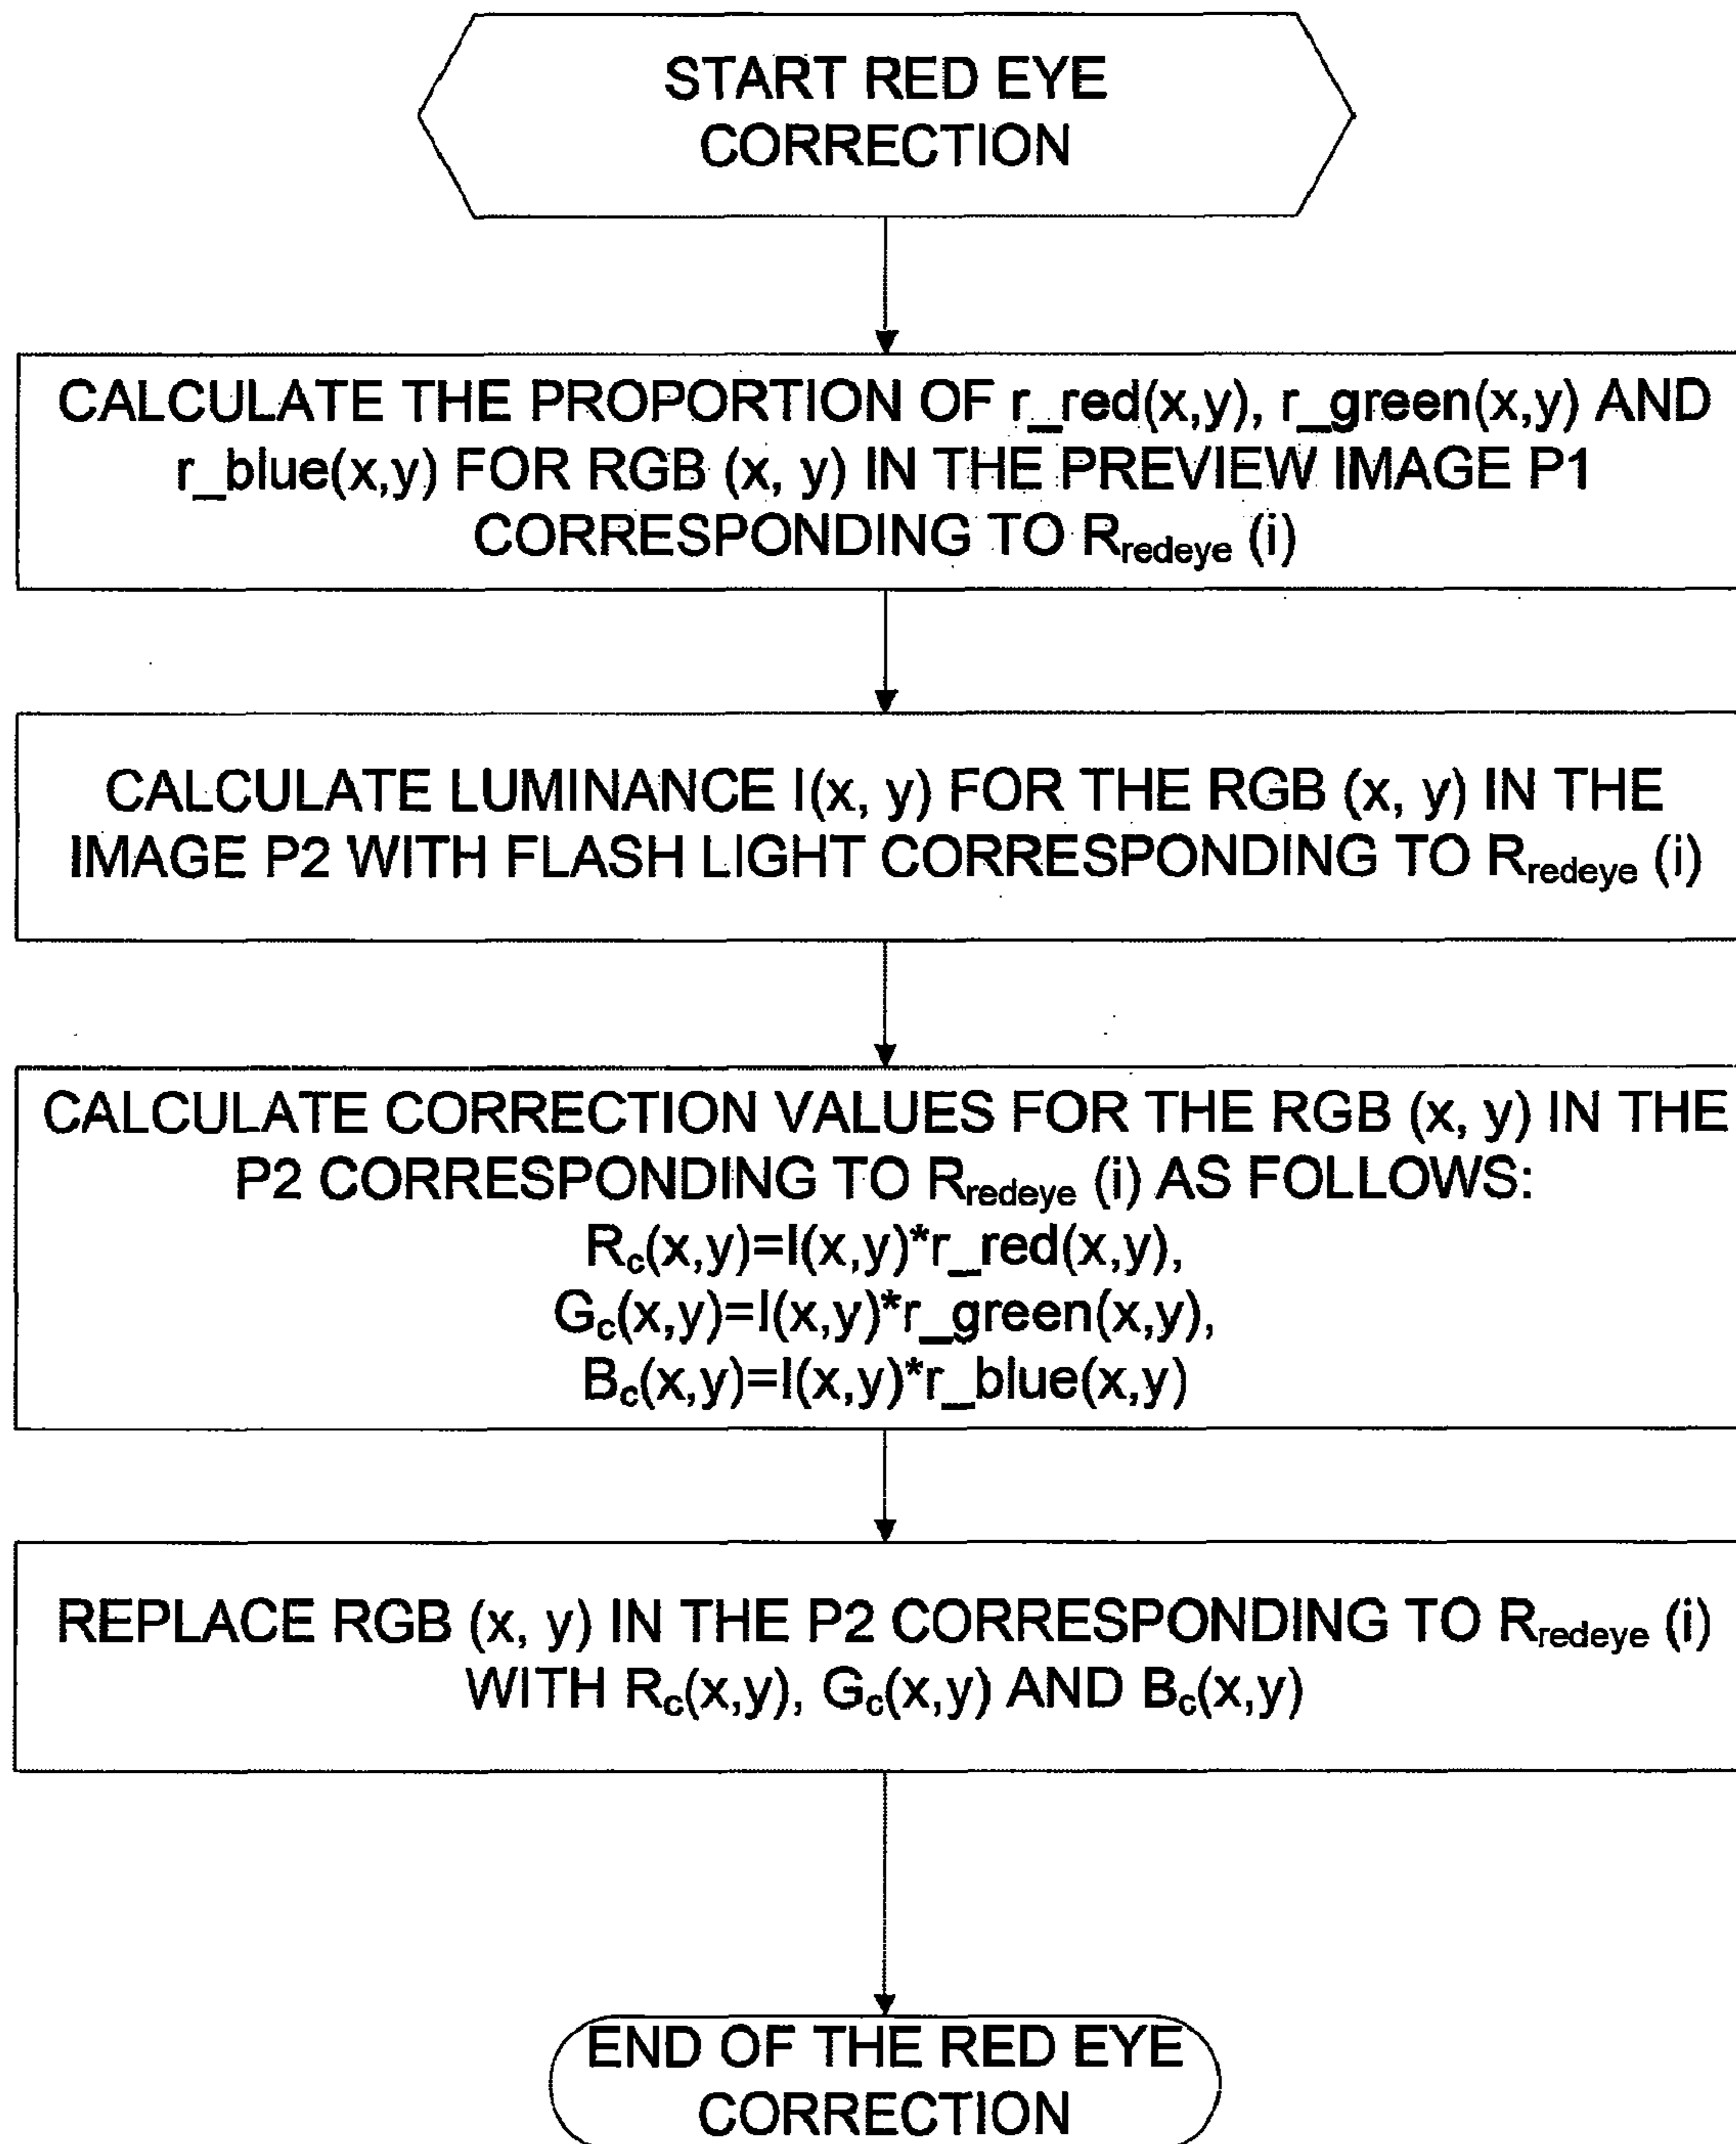 START RED EYE
CORRECTION
CALCULATE THE PROPORTION OF r_red(x,y), r_green(x,y) AND
r_blue(x,y) FOR RGB (x, y) IN THE PREVIEW IMAGE P1
CORRESPONDING TO Rredeye (i)
CALCULATE LUMINANCE I(x, y) FOR THE RGB (x, y) IN THE
IMAGE P2 WITH FLASH LIGHT CORRESPONDING TO Rredeye (i)
CALCULATE CORRECTION VALUES FOR THE RGB (x, y) IN THE
P2 CORRESPONDING TO Rredeye (i) AS FOLLOWS:
Rc(x,y)=I(x,y)*r_red(x,y),
Gc(x,y)=I(x,y)*r_green(x,y),
Bc(x,y)=I(x,y)*r_blue(x,y)
REPLACE RGB (x, y) IN THE P2 CORRESPONDING TO Rredeye (i)
WITH Rc(x,y), Gc(x,y) AND Bc(x,y)
END OF THE RED EYE
CORRECTION